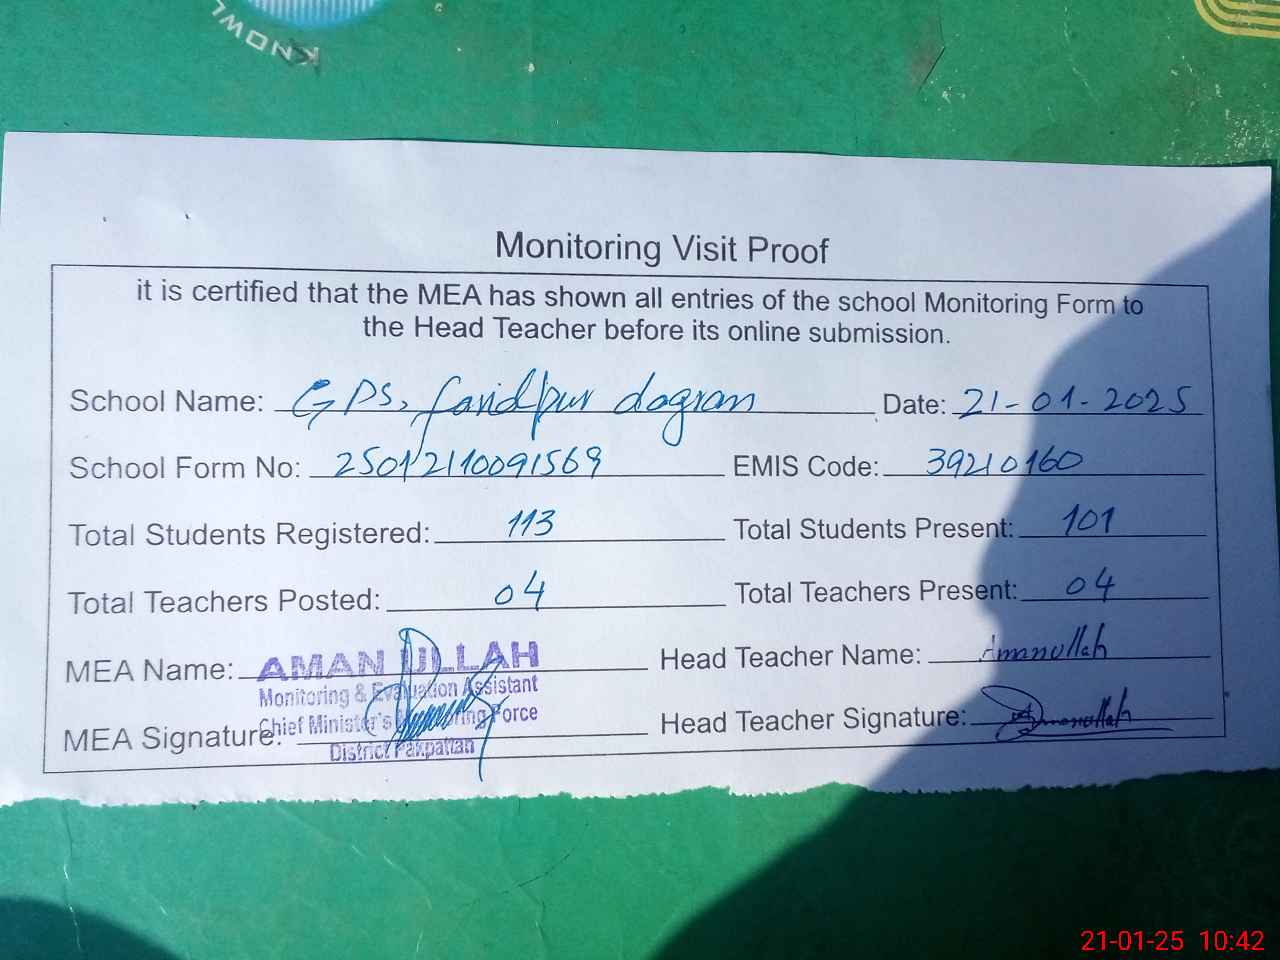 KNOWL
Monitoring Visit Proof
it is certified that the MEA has shown all entries of the school Monitoring Form to
the Head Teacher before its online submission.
School Name: GPS, faridpur dogran Date: 21-01-2025
School Form No: 25012110091569 EMIS Code: 39210160
Total Students Registered: 113 Total Students Present: 101
Total Teachers Posted: 04 Total Teachers Present: 04
MEA Name: AMAN ULLAH Head Teacher Name: Amanullah
Monitoring & Evaluation Assistant
Chief Minister's Monitoring Force
MEA Signature: Head Teacher Signature: Amanullah
District Pakpattan
21-01-25 10:42